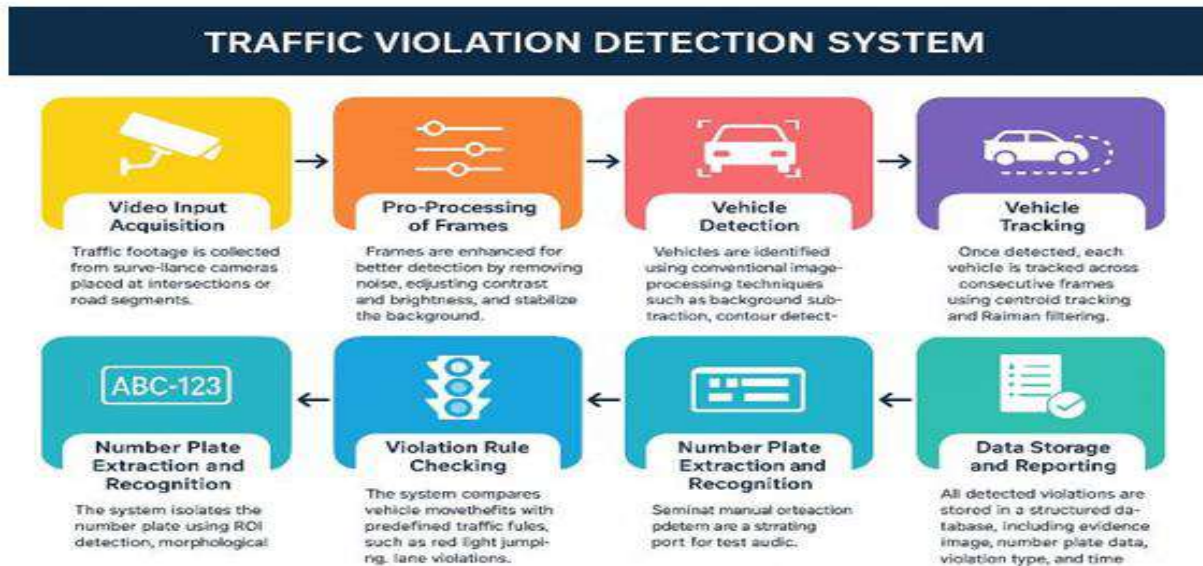 TRAFFIC VIOLATION DETECTION SYSTEM
Video Input
Acquisition
Traffic footage is collected
from surve-llance cameras
placed at intersections or
road segments.
Pro-Processing
of Frames
Frames are enhanced for
better detection by removing
noise, edjusting contrast
and brightness, and stabilize
the background.
Vehicle
Detection
Vehicles are identified
using conventional image-
processing techniques
such as background sub-
traction, contour detect-
Vehicle
Tracking
Once detected, each
vehicle is tracked across
consecutive frames
using centroid tracking
and Raiman filtering.
ABC-123
Number Plate
Extraction and
Recognition
The system isolates the
number plate using ROI
detection, morphological
Violation Rule
Checking
The system compares
vehicle movethefits with
predefined traffic fules,
such as red light jumpi-
ng, lane violations.
Number Plate
Extraction and
Recognition
Seminat manual orteaction
pdetem are a strrating
port for test audic.
Data Storage
and Reporting
All detected violations are
stored in a structured da-
tabase, including evidence
image, number plate data,
violation type, and time